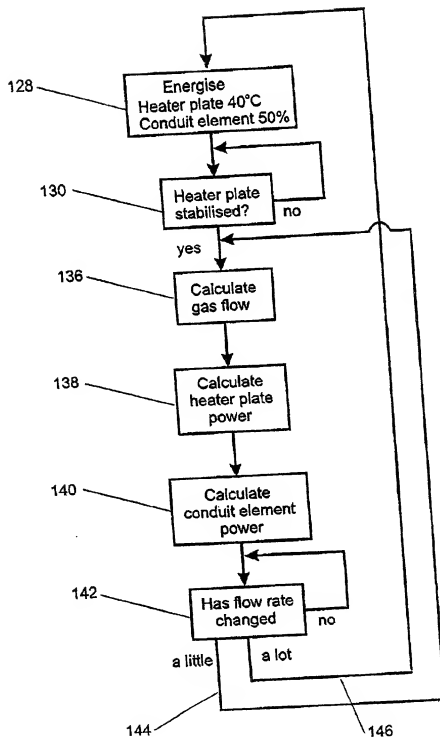 128
Energise
Heater plate 40°C
Conduit element 50%
130
Heater plate
stabilised?
no
yes
136
Calculate
gas flow
138
Calculate
heater plate
power
140
Calculate
conduit element
power
142
Has flow rate
changed
no
a little
a lot
144
146